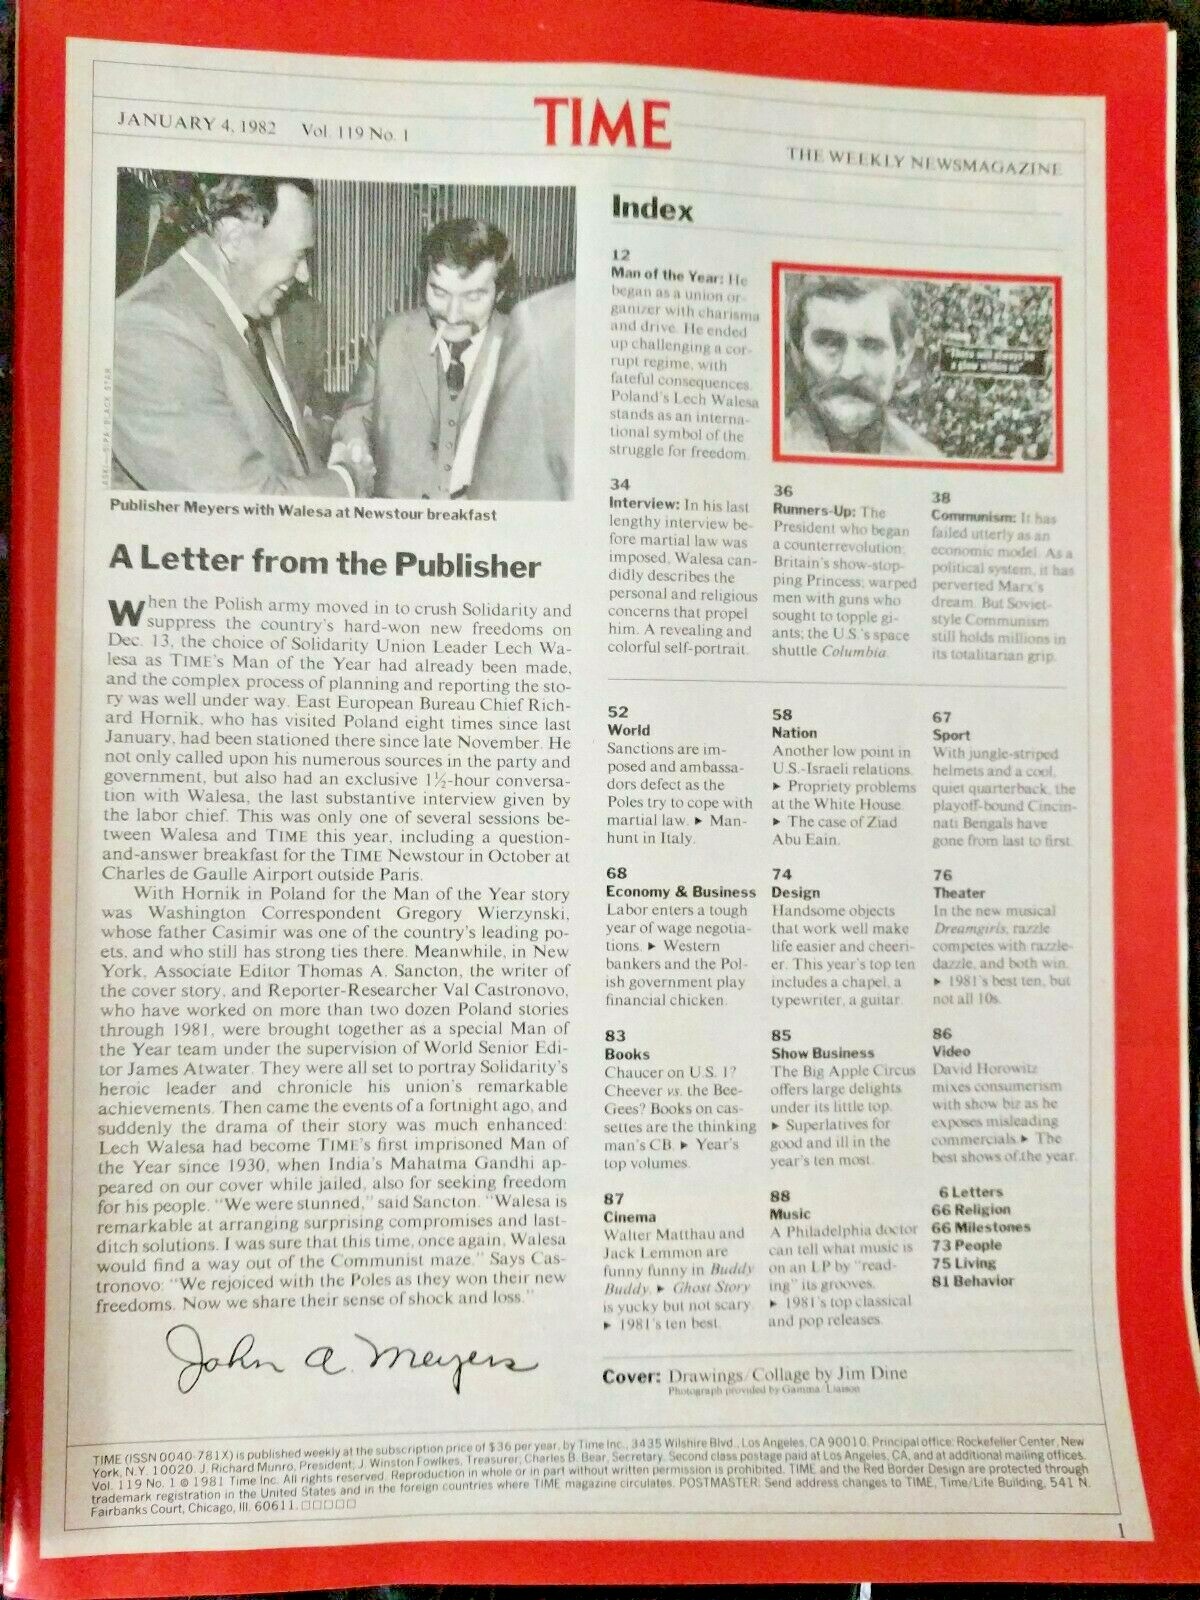 JANUARY 4, 1982 Vol. 119 No. 1
TIME
THE WEEKLY NEWSMAGAZINE
SIPA-BLACK STAR
Publisher Meyers with Walesa at Newstour breakfast
A Letter from the Publisher
When the Polish army moved in to crush Solidarity and
suppress the country's hard-won new freedoms on
Dec. 13, the choice of Solidarity Union Leader Lech Wa-
lesa as TIME's Man of the Year had already been made,
and the complex process of planning and reporting the sto-
ry was well under way. East European Bureau Chief Rich-
ard Hornik, who has visited Poland eight times since last
January, had been stationed there since late November. He
not only called upon his numerous sources in the party and
government, but also had an exclusive 1½-hour conversa-
tion with Walesa, the last substantive interview given by
the labor chief. This was only one of several sessions be-
tween Walesa and TIME this year, including a question-
and-answer breakfast for the TIME Newstour in October at
Charles de Gaulle Airport outside Paris.
With Hornik in Poland for the Man of the Year story
was Washington Correspondent Gregory Wierzynski,
whose father Casimir was one of the country's leading po-
ets, and who still has strong ties there. Meanwhile, in New
York, Associate Editor Thomas A. Sancton, the writer of
the cover story, and Reporter-Researcher Val Castronovo,
who have worked on more than two dozen Poland stories
through 1981, were brought together as a special Man of
the Year team under the supervision of World Senior Edi-
tor James Atwater. They were all set to portray Solidarity's
heroic leader and chronicle his union's remarkable
achievements. Then came the events of a fortnight ago, and
suddenly the drama of their story was much enhanced:
Lech Walesa had become TIME's first imprisoned Man of
the Year since 1930, when India's Mahatma Gandhi ap-
peared on our cover while jailed, also for seeking freedom
for his people. "We were stunned," said Sancton. "Walesa is
remarkable at arranging surprising compromises and last-
ditch solutions. I was sure that this time, once again, Walesa
would find a way out of the Communist maze." Says Cas-
tronovo: "We rejoiced with the Poles as they won their new
freedoms. Now we share their sense of shock and loss."
John A. Meyers
Index
12
Man of the Year: He
began as a union or-
ganizer with charisma
and drive. He ended
up challenging a cor-
rupt regime, with
fateful consequences.
Poland's Lech Walesa
stands as an interna-
tional symbol of the
struggle for freedom.
34
Interview: In his last
lengthy interview be-
fore martial law was
imposed, Walesa can-
didly describes the
personal and religious
concerns that propel
him. A revealing and
colorful self-portrait.
36
Runners-Up: The
President who began
a counterrevolution;
Britain's show-stop-
ping Princess; warped
men with guns who
sought to topple gi-
ants; the U.S.'s space
shuttle Columbia.
38
Communism: It has
failed utterly as an
economic model. As a
political system, it has
perverted Marx's
dream. But Soviet-
style Communism
still holds millions in
its totalitarian grip.
52
World
Sanctions are im-
posed and ambassa-
dors defect as the
Poles try to cope with
martial law. ► Man-
hunt in Italy.
58
Nation
Another low point in
U.S.-Israeli relations.
► Propriety problems
at the White House.
► The case of Ziad
Abu Eain.
67
Sport
With jungle-striped
helmets and a cool,
quiet quarterback, the
playoff-bound Cincin-
nati Bengals have
gone from last to first.
68
Economy & Business
Labor enters a tough
year of wage negotia-
tions. ► Western
bankers and the Pol-
ish government play
financial chicken.
74
Design
Handsome objects
that work well make
life easier and cheeri-
er. This year's top ten
includes a chapel, a
typewriter, a guitar.
76
Theater
In the new musical
Dreamgirls, razzle
competes with razzle-
dazzle, and both win.
► 1981's best ten, but
not all 10s.
83
Books
Chaucer on U.S. 1?
Cheever vs. the Bee-
Gees? Books on cas-
settes are the thinking
man's CB. ► Year's
top volumes.
85
Show Business
The Big Apple Circus
offers large delights
under its little top.
► Superlatives for
good and ill in the
year's ten most.
86
Video
David Horowitz
mixes consumerism
with show biz as he
exposes misleading
commercials. ► The
best shows of the year.
87
Cinema
Walter Matthau and
Jack Lemmon are
funny funny in Buddy
Buddy. ► Ghost Story
is yucky but not scary.
► 1981's ten best.
88
Music
A Philadelphia doctor
can tell what music is
on an LP by "read-
ing" its grooves.
► 1981's top classical
and pop releases.
6 Letters
66 Religion
66 Milestones
73 People
75 Living
81 Behavior
Cover: Drawings/Collage by Jim Dine
Photograph provided by Gamma/Liaison
TIME (ISSN 0040-781X) is published weekly at the subscription price of $36 per year, by Time Inc., 3435 Wilshire Blvd., Los Angeles, CA 90010. Principal office: Rockefeller Center, New
York, N.Y. 10020. J. Richard Munro, President; J. Winston Fowlkes, Treasurer; Charles B. Bear, Secretary. Second class postage paid at Los Angeles, CA, and at additional mailing offices.
Vol. 119 No. 1 © 1981 Time Inc. All rights reserved. Reproduction in whole or in part without written permission is prohibited. TIME and the Red Border Design are protected through
trademark registration in the United States and in the foreign countries where TIME magazine circulates. POSTMASTER: Send address changes to TIME, Time/Life Building, 541 N.
Fairbanks Court, Chicago, Ill. 60611. □□□□□
1